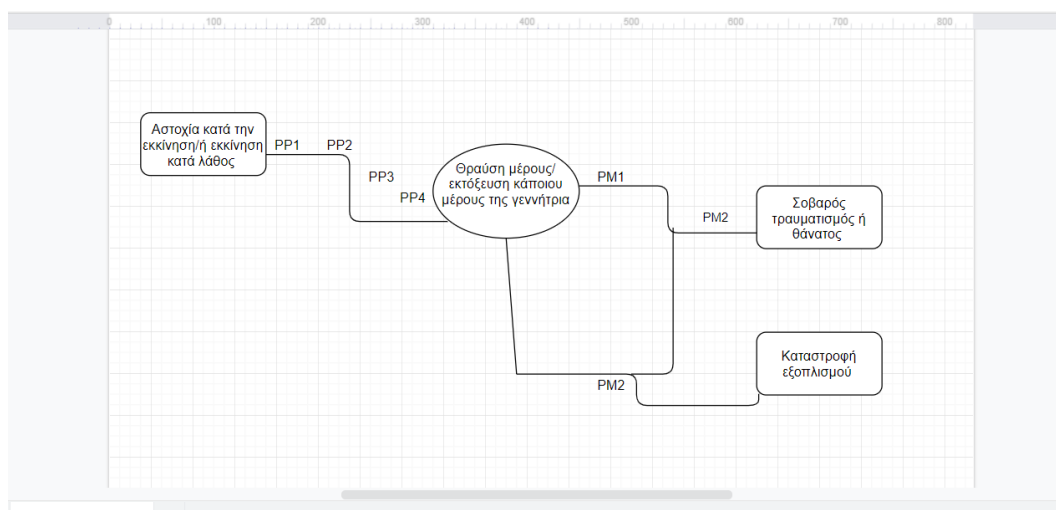 0 100 200 300 400 500 600 700 800
Αστοχία κατά την
εκκίνηση/ή εκκίνηση
κατά λάθος
PP1 PP2
PP3
PP4
Θραύση μέρους/
εκτόξευση κάποιου
μέρους της γεννήτρια
PM1
PM2
Σοβαρός
τραυματισμός ή
θάνατος
PM2
Καταστροφή
εξοπλισμού